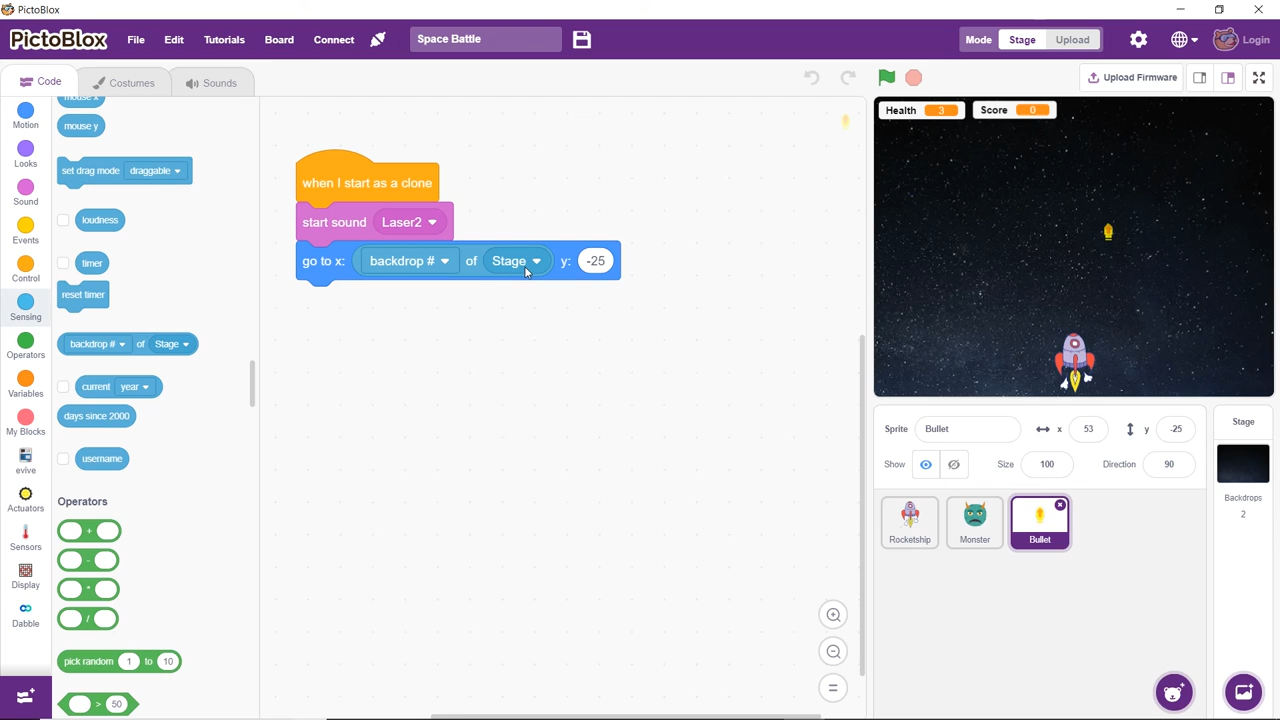 PictoBlox
PictoBlox File Edit Tutorials Board Connect Space Battle Mode Stage Upload Login
Code Costumes Sounds Upload Firmware
Motion
Looks
Sound
Events
Control
Sensing
Operators
Variables
My Blocks
evive
Actuators
Sensors
Display
Dabble
mouse x
mouse y
set drag mode draggable
loudness
timer
reset timer
backdrop # of Stage
current year
days since 2000
username
Operators
+
-
*
/
pick random 1 to 10
> 50
when I start as a clone
start sound Laser2
go to x: backdrop # of Stage y: -25
Health 3 Score 0
Sprite Bullet x 53 y -25
Show Size 100 Direction 90
Rocketship Monster Bullet
Stage
Backdrops
2